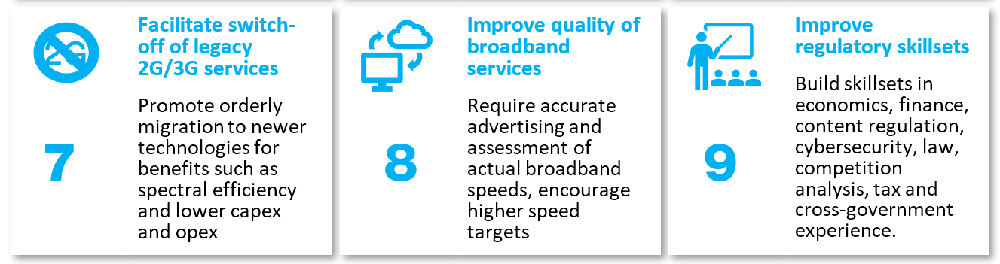 Facilitate switch-
off of legacy
2G/3G services
2G
Promote orderly
migration to newer
technologies for
benefits such as
spectral efficiency
and lower capex
and opex
7
Improve quality of
broadband
services
Require accurate
advertising and
assessment of
actual broadband
speeds, encourage
higher speed
targets
8
Improve
regulatory skillsets
Build skillsets in
economics, finance,
content regulation,
cybersecurity, law,
competition
analysis, tax and
cross-government
experience.
9